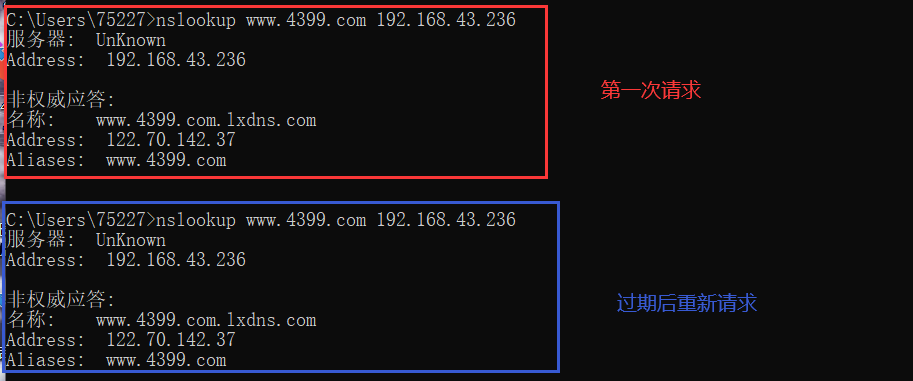 C:\Users\75227>nslookup www.4399.com 192.168.43.236
服务器:  UnKnown
Address:  192.168.43.236
非权威应答:
名称:    www.4399.com.lxdns.com
Address:  122.70.142.37
Aliases:  www.4399.com
第一次请求
C:\Users\75227>nslookup www.4399.com 192.168.43.236
服务器:  UnKnown
Address:  192.168.43.236
非权威应答:
名称:    www.4399.com.lxdns.com
Address:  122.70.142.37
Aliases:  www.4399.com
过期后重新请求